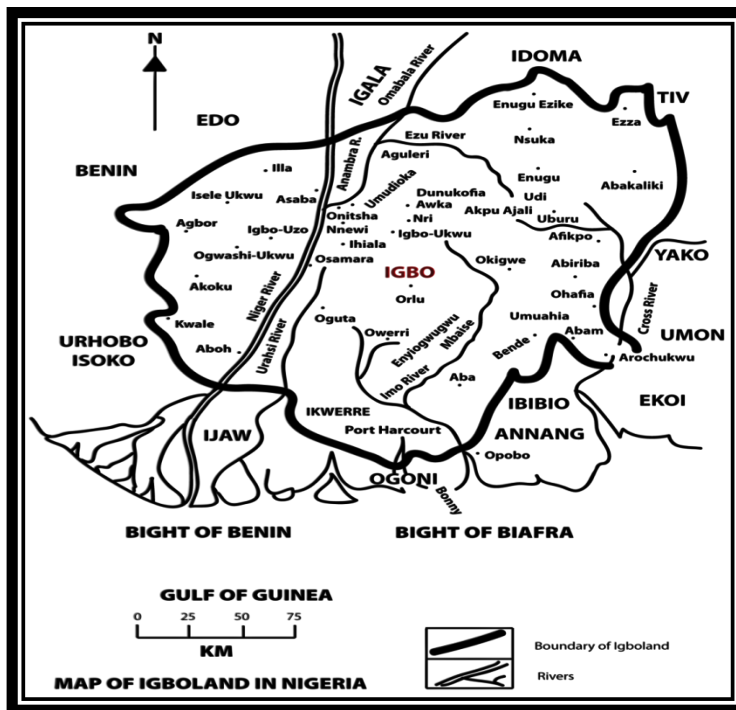 N
IDOMA
IGALA
Omabala River
TIV
EDO
Enugu Ezike
Ezza
Ezu River
Nsuka
Anambra R.
Aguleri
BENIN
Illa
Enugu
Umudioka
Dunukofia
Udi
Abakaliki
Isele Ukwu
Asaba
Awka
Akpu Ajali
Onitsha
Nri
Uburu
Agbor
Igbo-Uzo
Nnewi
Igbo-Ukwu
Afikpo
Ihiala
Ogwashi-Ukwu
Osamara
Okigwe
Abiriba
YAKO
IGBO
Akoku
Niger River
Orlu
Ohafia
Cross River
Oguta
Umuahia
Kwale
Urahsi River
Owerri
Enyiogwugwu
Mbaise
Abam
UMON
URHOBO
ISOKO
Aboh
Bende
Arochukwu
Imo River
Aba
EKOI
IKWERRE
IBIBIO
IJAW
Port Harcourt
ANNANG
Opobo
OGONI
Bonny
BIGHT OF BENIN
BIGHT OF BIAFRA
GULF OF GUINEA
0 25 50 75
KM
Boundary of Igboland
Rivers
MAP OF IGBOLAND IN NIGERIA